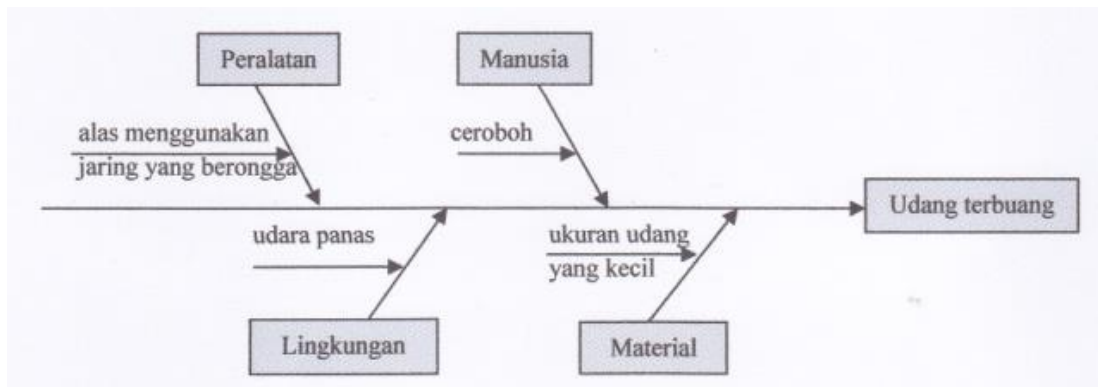 Peralatan
Manusia
alas menggunakan
jaring yang berongga
ceroboh
Udang terbuang
udara panas
ukuran udang
yang kecil
Lingkungan
Material